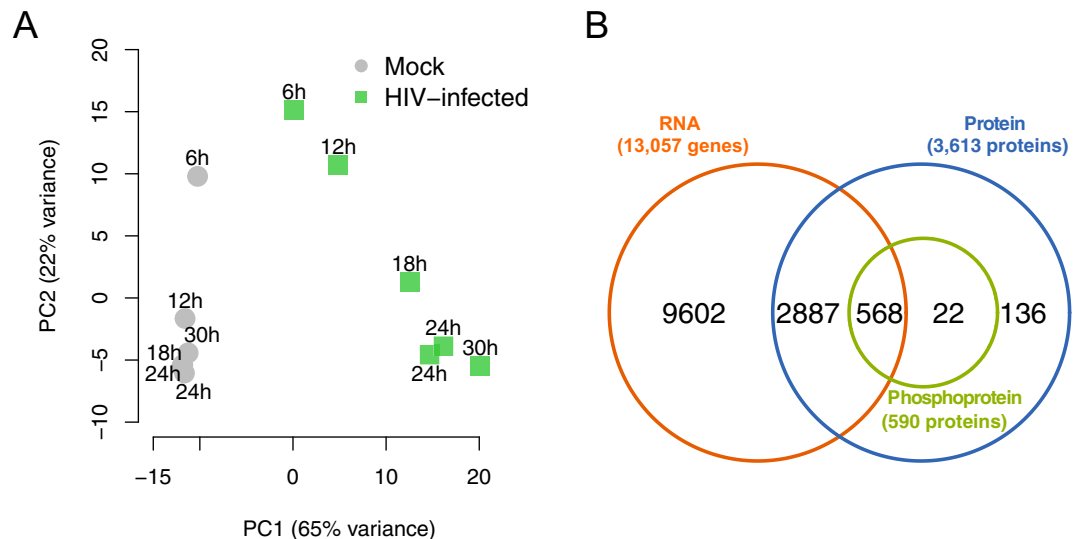 A
20
15
10
5
0
−5
−10
PC2 (22% variance)
Mock
HIV−infected
6h
12h
18h
24h
24h
30h
6h
12h
30h
18h
24h
24h
−15
0
10
20
PC1 (65% variance)
B
RNA
(13,057 genes)
Protein
(3,613 proteins)
9602
2887
568
22
136
Phosphoprotein
(590 proteins)